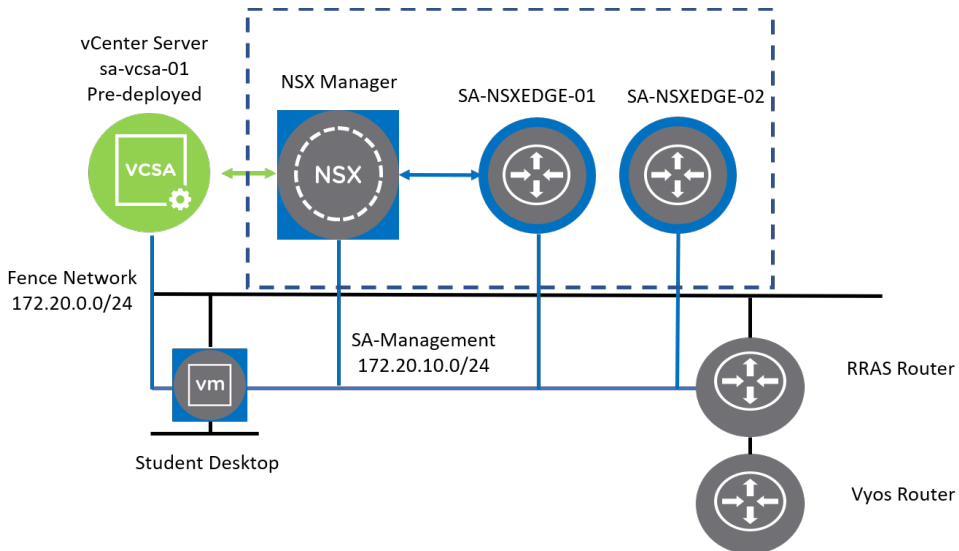 vCenter Server
sa-vcsa-01
Pre-deployed
NSX Manager
SA-NSXEDGE-01
SA-NSXEDGE-02
VCSA
NSX
Fence Network
172.20.0.0/24
SA-Management
172.20.10.0/24
vm
RRAS Router
Student Desktop
Vyos Router